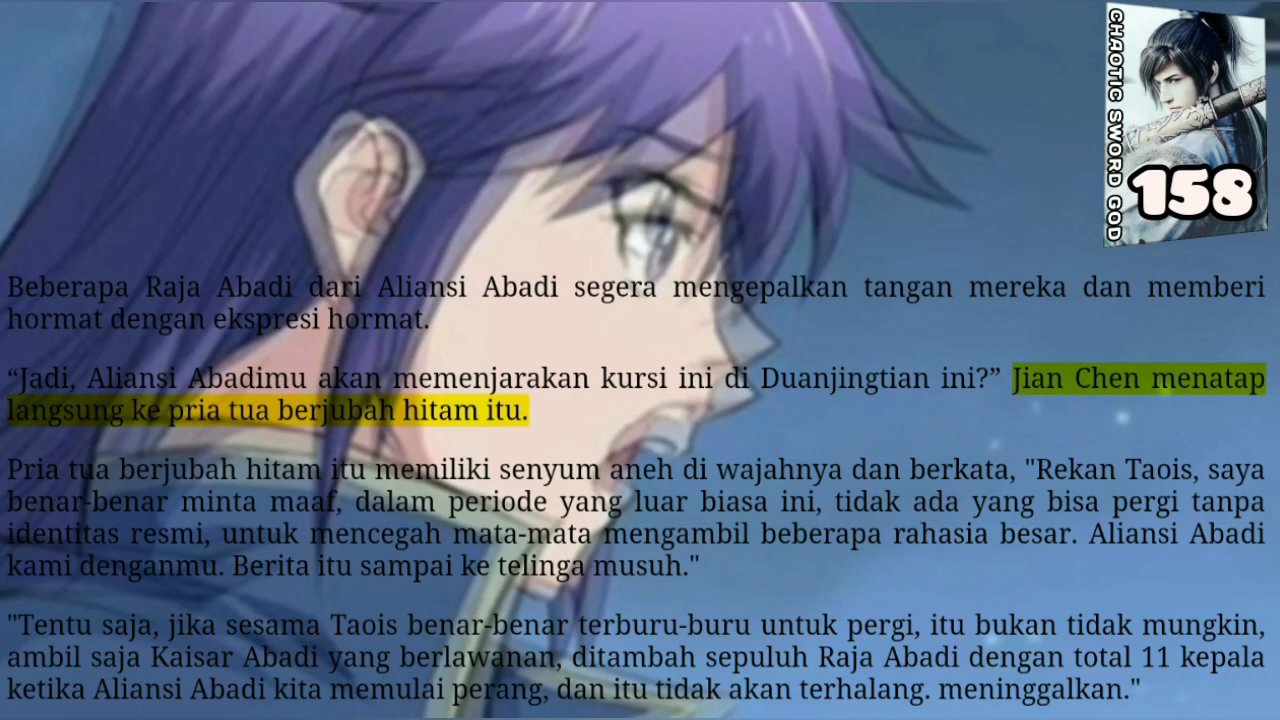 CHAOTIC SWORD GOD
158
Beberapa Raja Abadi dari Aliansi Abadi segera mengepalkan tangan mereka dan memberi
hormat dengan ekspresi hormat.
“Jadi, Aliansi Abadimu akan memenjarakan kursi ini di Duanjingtian ini?” Jian Chen menatap
langsung ke pria tua berjubah hitam itu.
Pria tua berjubah hitam itu memiliki senyum aneh di wajahnya dan berkata, "Rekan Taois, saya
benar-benar minta maaf, dalam periode yang luar biasa ini, tidak ada yang bisa pergi tanpa
identitas resmi, untuk mencegah mata-mata mengambil beberapa rahasia besar. Aliansi Abadi
kami denganmu. Berita itu sampai ke telinga musuh."
"Tentu saja, jika sesama Taois benar-benar terburu-buru untuk pergi, itu bukan tidak mungkin,
ambil saja Kaisar Abadi yang berlawanan, ditambah sepuluh Raja Abadi dengan total 11 kepala
ketika Aliansi Abadi kita memulai perang, dan itu tidak akan terhalang. meninggalkan."